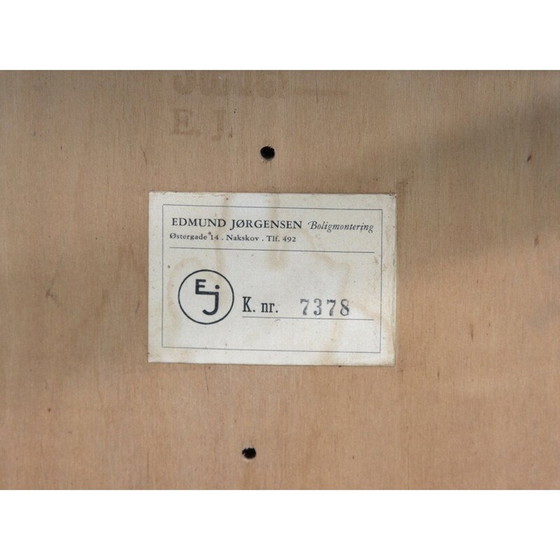 E. J.
EDMUND JØRGENSEN Boligmontering
Østergade 14 . Nakskov . Tlf. 492
EJ
K. nr. 7378